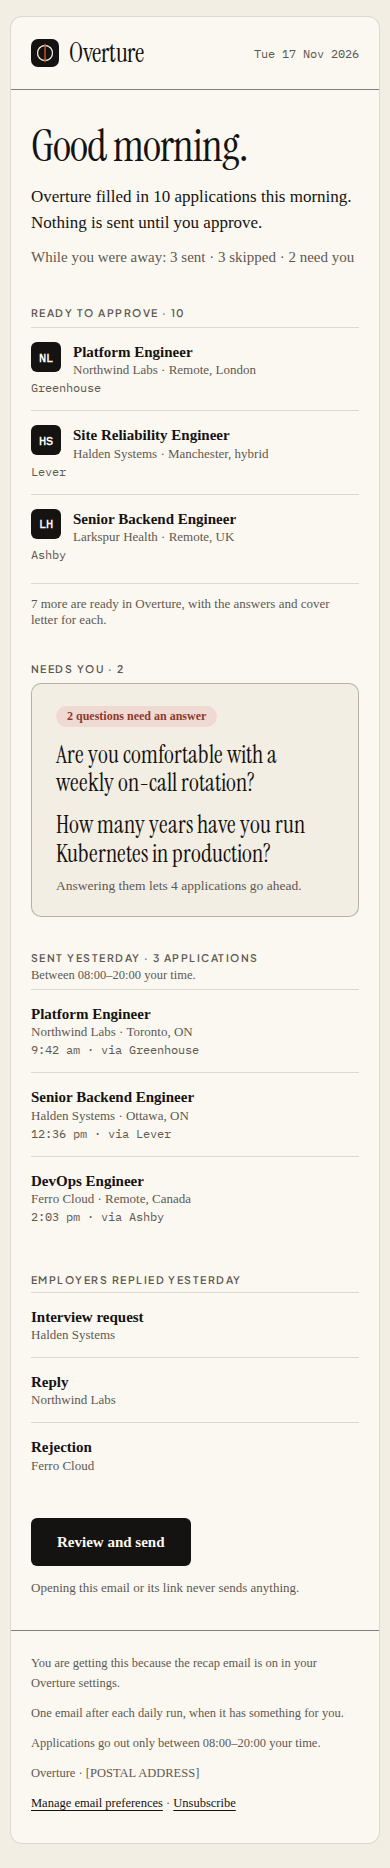 Overture
Tue 17 Nov 2026
Good morning.
Overture filled in 10 applications this morning.
Nothing is sent until you approve.
While you were away: 3 sent · 3 skipped · 2 need you
READY TO APPROVE · 10
NL
Platform Engineer
Northwind Labs · Remote, London
Greenhouse
HS
Site Reliability Engineer
Halden Systems · Manchester, hybrid
Lever
LH
Senior Backend Engineer
Larkspur Health · Remote, UK
Ashby
7 more are ready in Overture, with the answers and cover
letter for each.
NEEDS YOU · 2
2 questions need an answer
Are you comfortable with a
weekly on-call rotation?
How many years have you run
Kubernetes in production?
Answering them lets 4 applications go ahead.
SENT YESTERDAY · 3 APPLICATIONS
Between 08:00–20:00 your time.
Platform Engineer
Northwind Labs · Toronto, ON
9:42 am · via Greenhouse
Senior Backend Engineer
Halden Systems · Ottawa, ON
12:36 pm · via Lever
DevOps Engineer
Ferro Cloud · Remote, Canada
2:03 pm · via Ashby
EMPLOYERS REPLIED YESTERDAY
Interview request
Halden Systems
Reply
Northwind Labs
Rejection
Ferro Cloud
Review and send
Opening this email or its link never sends anything.
You are getting this because the recap email is on in your
Overture settings.
One email after each daily run, when it has something for you.
Applications go out only between 08:00–20:00 your time.
Overture · [POSTAL ADDRESS]
Manage email preferences · Unsubscribe